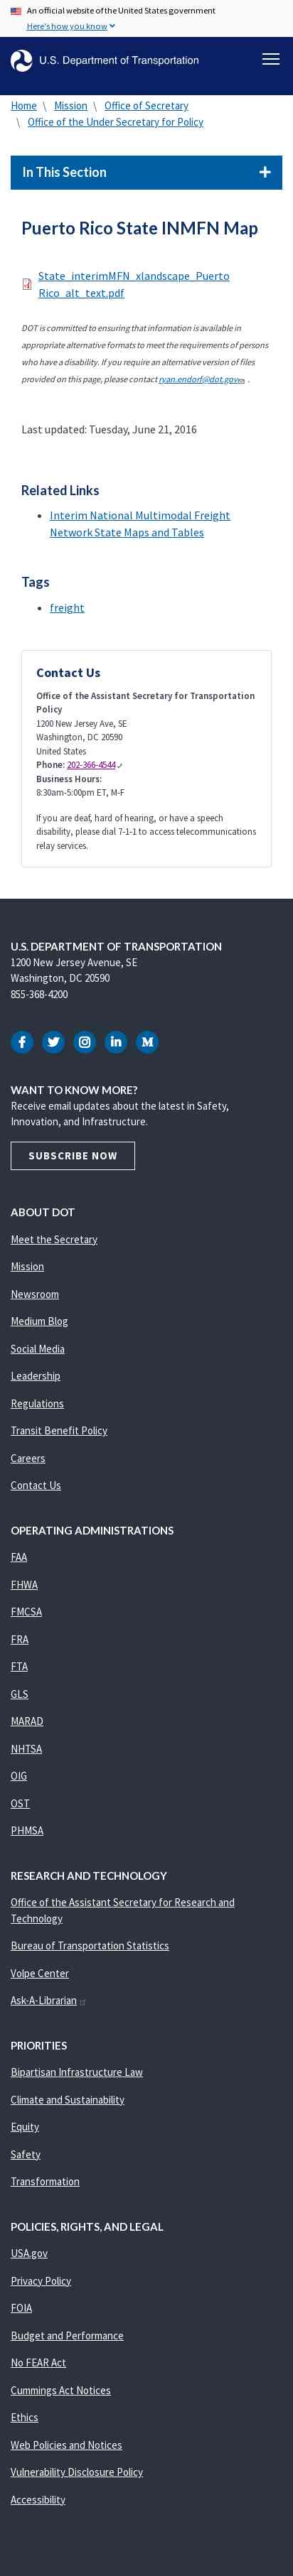 An official website of the United States government
Here's how you know
U.S. Department of Transportation
Home \ Mission \ Office of Secretary
\ Office of the Under Secretary for Policy
In This Section
Puerto Rico State INMFN Map
State_interimMFN_xlandscape_Puerto
Rico_alt_text.pdf
DOT is committed to ensuring that information is available in
appropriate alternative formats to meet the requirements of persons
who have a disability. If you require an alternative version of files
provided on this page, please contact ryan.endorf@dot.gov .
Last updated: Tuesday, June 21, 2016
Related Links
Interim National Multimodal Freight
Network State Maps and Tables
Tags
freight
Contact Us
Office of the Assistant Secretary for Transportation
Policy
1200 New Jersey Ave, SE
Washington, DC 20590
United States
Phone: 202-366-4544
Business Hours:
8:30am-5:00pm ET, M-F
If you are deaf, hard of hearing, or have a speech
disability, please dial 7-1-1 to access telecommunications
relay services.
U.S. DEPARTMENT OF TRANSPORTATION
1200 New Jersey Avenue, SE
Washington, DC 20590
855-368-4200
WANT TO KNOW MORE?
Receive email updates about the latest in Safety,
Innovation, and Infrastructure.
SUBSCRIBE NOW
ABOUT DOT
Meet the Secretary
Mission
Newsroom
Medium Blog
Social Media
Leadership
Regulations
Transit Benefit Policy
Careers
Contact Us
OPERATING ADMINISTRATIONS
FAA
FHWA
FMCSA
FRA
FTA
GLS
MARAD
NHTSA
OIG
OST
PHMSA
RESEARCH AND TECHNOLOGY
Office of the Assistant Secretary for Research and
Technology
Bureau of Transportation Statistics
Volpe Center
Ask-A-Librarian
PRIORITIES
Bipartisan Infrastructure Law
Climate and Sustainability
Equity
Safety
Transformation
POLICIES, RIGHTS, AND LEGAL
USA.gov
Privacy Policy
FOIA
Budget and Performance
No FEAR Act
Cummings Act Notices
Ethics
Web Policies and Notices
Vulnerability Disclosure Policy
Accessibility